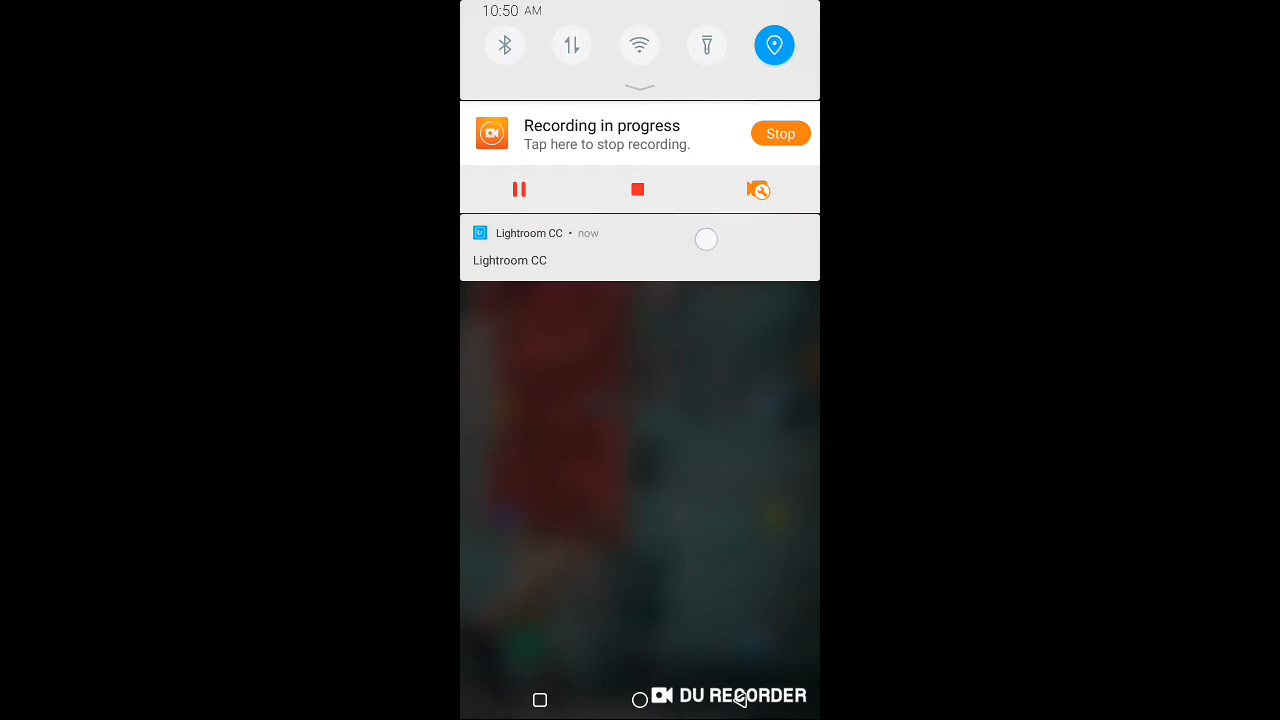 10:50 AM
Recording in progress
Tap here to stop recording.
Stop
Lightroom CC • now
Lightroom CC
DU RECORDER